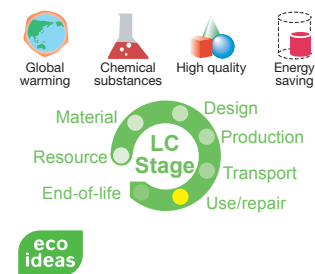 Global
warming
Chemical
substances
High quality
Energy
saving
Material
Design
Production
Resource
LC
Stage
Transport
End-of-life
Use/repair
eco
ideas